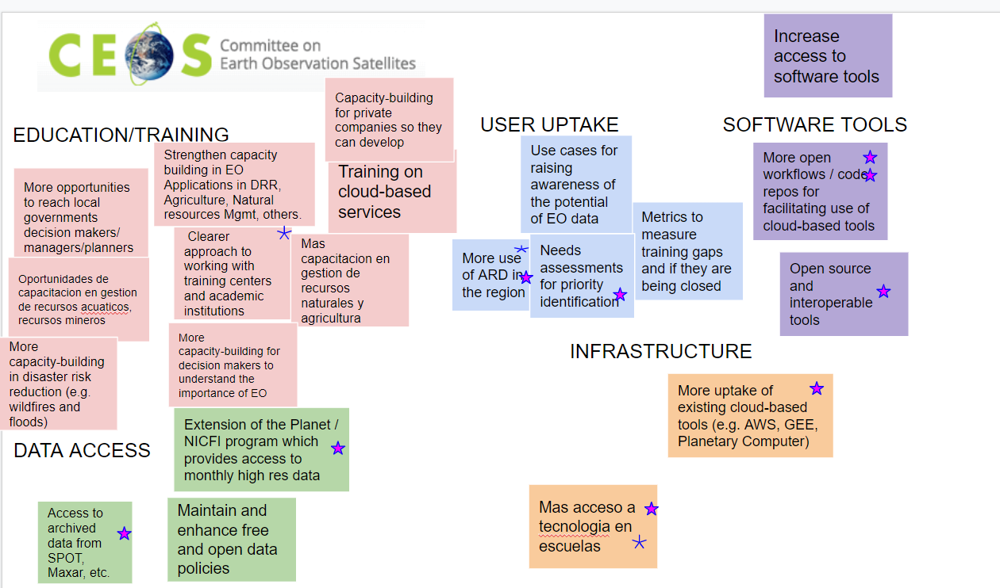 CEOS
Committee on
Earth Observation Satellites
EDUCATION/TRAINING
Capacity-building
for private
companies so they
can develop
Strengthen capacity
building in EO
Applications in DRR,
Agriculture, Natural
resources Mgmt, others.
Training on
cloud-based
services
More opportunities
to reach local
governments
decision makers/
managers/planners
Clearer
approach to
working with
training centers
and academic
institutions
Mas
capacitacion en
gestion de
recursos
naturales y
agricultura
Oportunidades de
capacitacion en gestion
de recursos acuaticos,
recursos mineros
More
capacity-building for
decision makers to
understand the
importance of EO
More
capacity-building
in disaster risk
reduction (e.g.
wildfires and
floods)
DATA ACCESS
Extension of the Planet /
NICFI program which
provides access to
monthly high res data
Access to
archived
data from
SPOT,
Maxar, etc.
Maintain and
enhance free
and open data
policies
USER UPTAKE
Use cases for
raising
awareness of
the potential
of EO data
Metrics to
measure
training gaps
and if they are
being closed
More use
of ARD in
the region
Needs
assessments
for priority
identification
Increase
access to
software tools
SOFTWARE TOOLS
More open
workflows / code
repos for
facilitating use of
cloud-based tools
Open source
and
interoperable
tools
INFRASTRUCTURE
More uptake of
existing cloud-based
tools (e.g. AWS, GEE,
Planetary Computer)
Mas acceso a
tecnologia en
escuelas